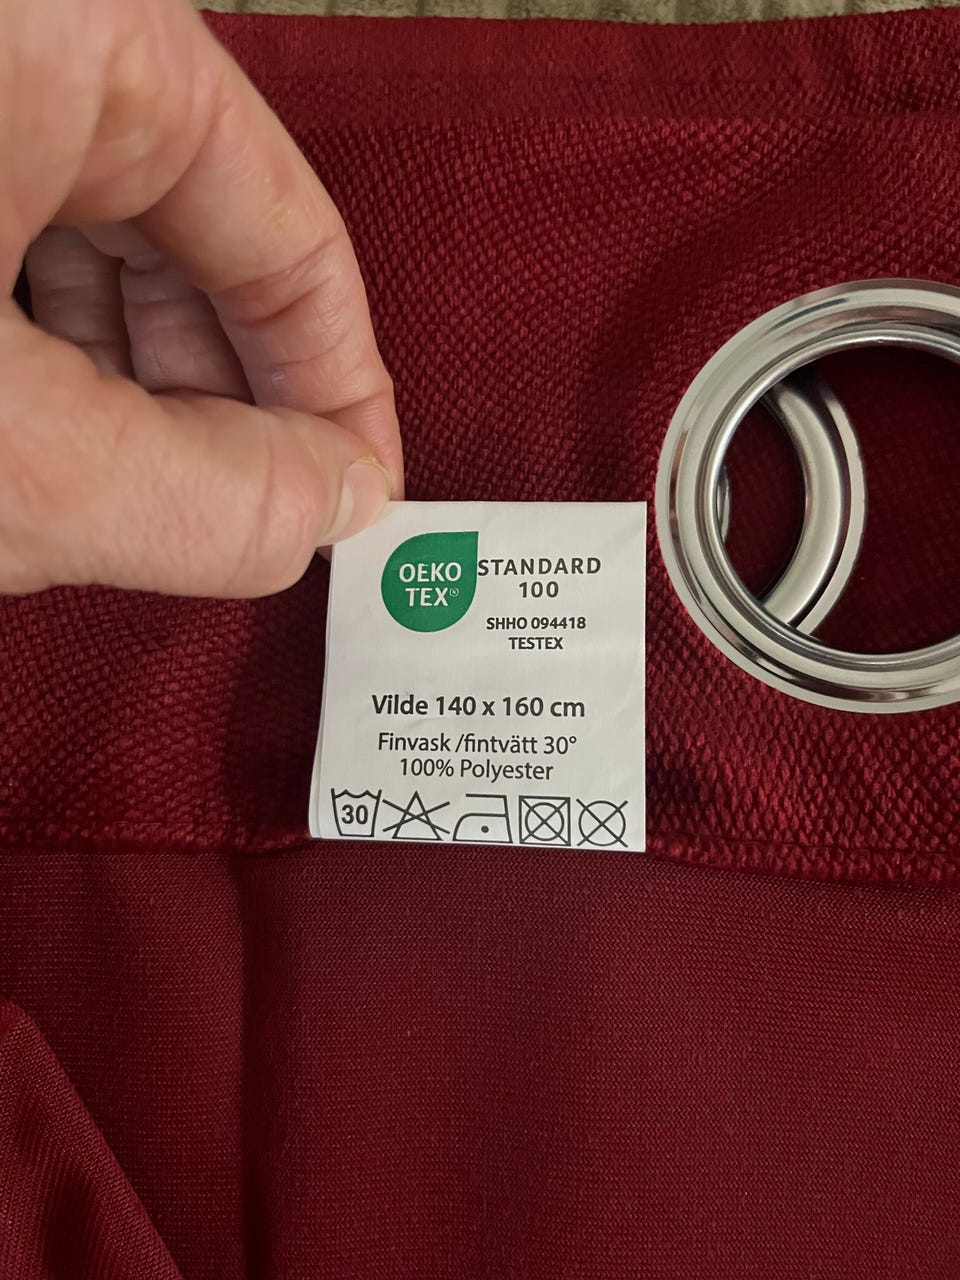 OEKO
TEX®
STANDARD
100
SHHO 094418
TESTEX
Vilde 140 x 160 cm
Finvask /fintvätt 30°
100% Polyester
30